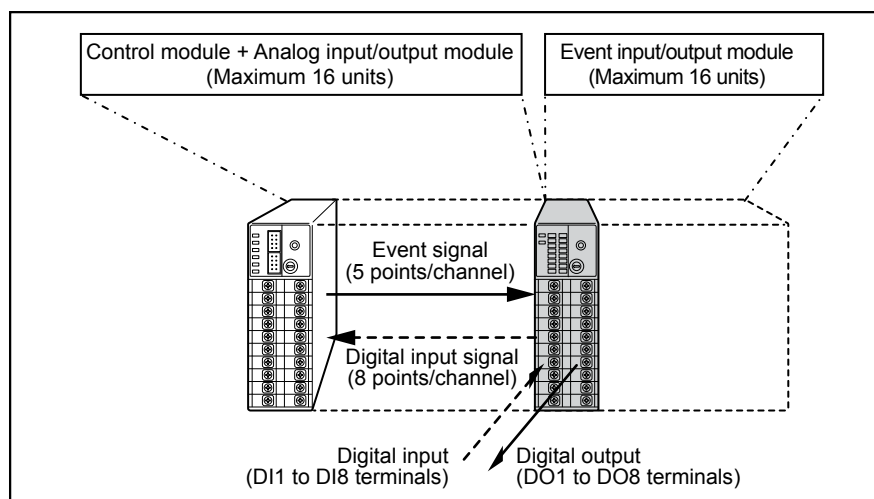 Control module + Analog input/output module
(Maximum 16 units)
Event input/output module
(Maximum 16 units)
Event signal
(5 points/channel)
Digital input signal
(8 points/channel)
Digital input
(DI1 to DI8 terminals)
Digital output
(DO1 to DO8 terminals)